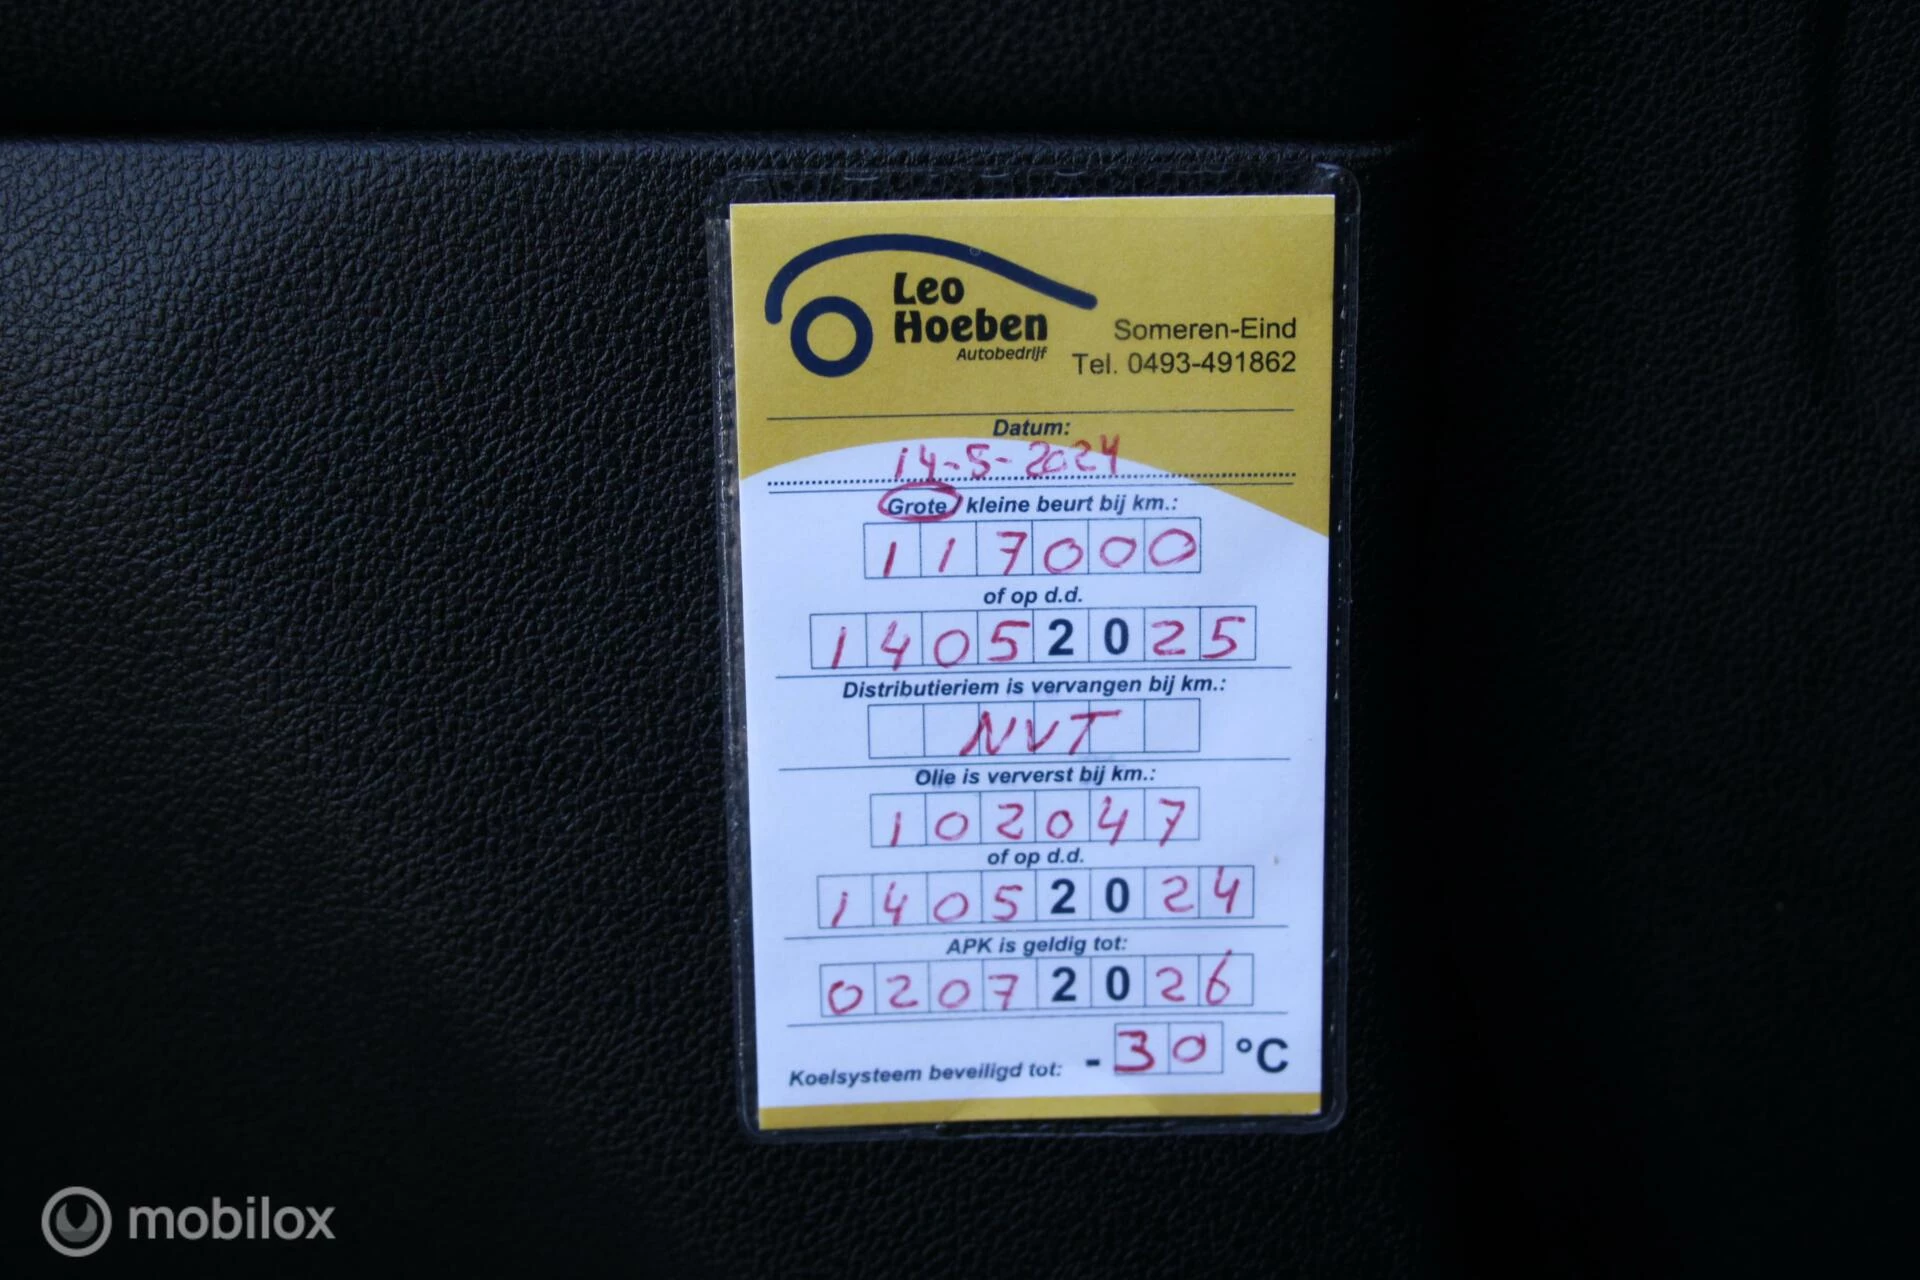 Leo
Hoeben
Autobedrijf
Someren-Eind
Tel. 0493-491862
Datum:
14-5-2024
Grote / kleine beurt bij km.:
117000
of op d.d.
14052025
Distributieriem is vervangen bij km.:
NVT
Olie is ververst bij km.:
102047
of op d.d.
14052024
APK is geldig tot:
02072026
Koelsysteem beveiligd tot: - 30 °C
mobilox